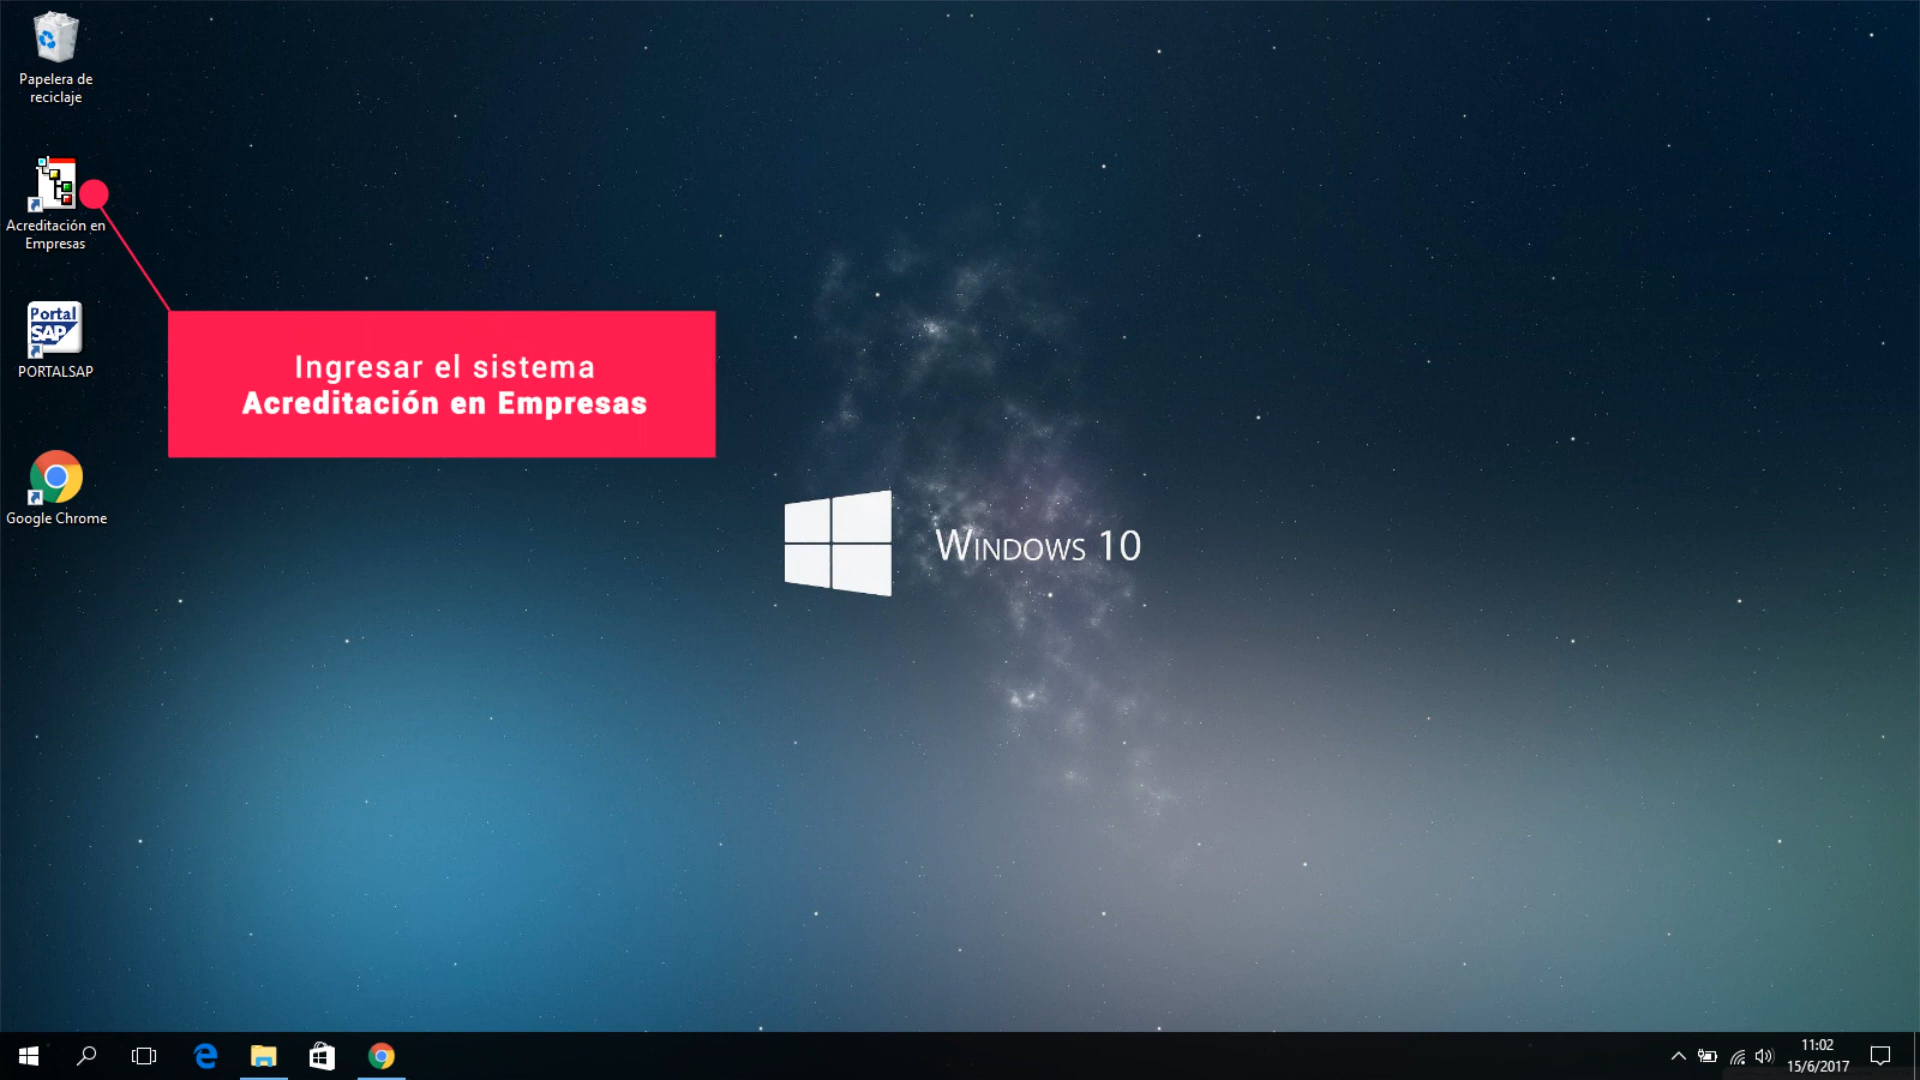 Papelera de
reciclaje
Acreditación en
Empresas
Portal
SAP
PORTALSAP
Google Chrome
Ingresar el sistema
Acreditación en Empresas
Windows 10
11:02
15/6/2017